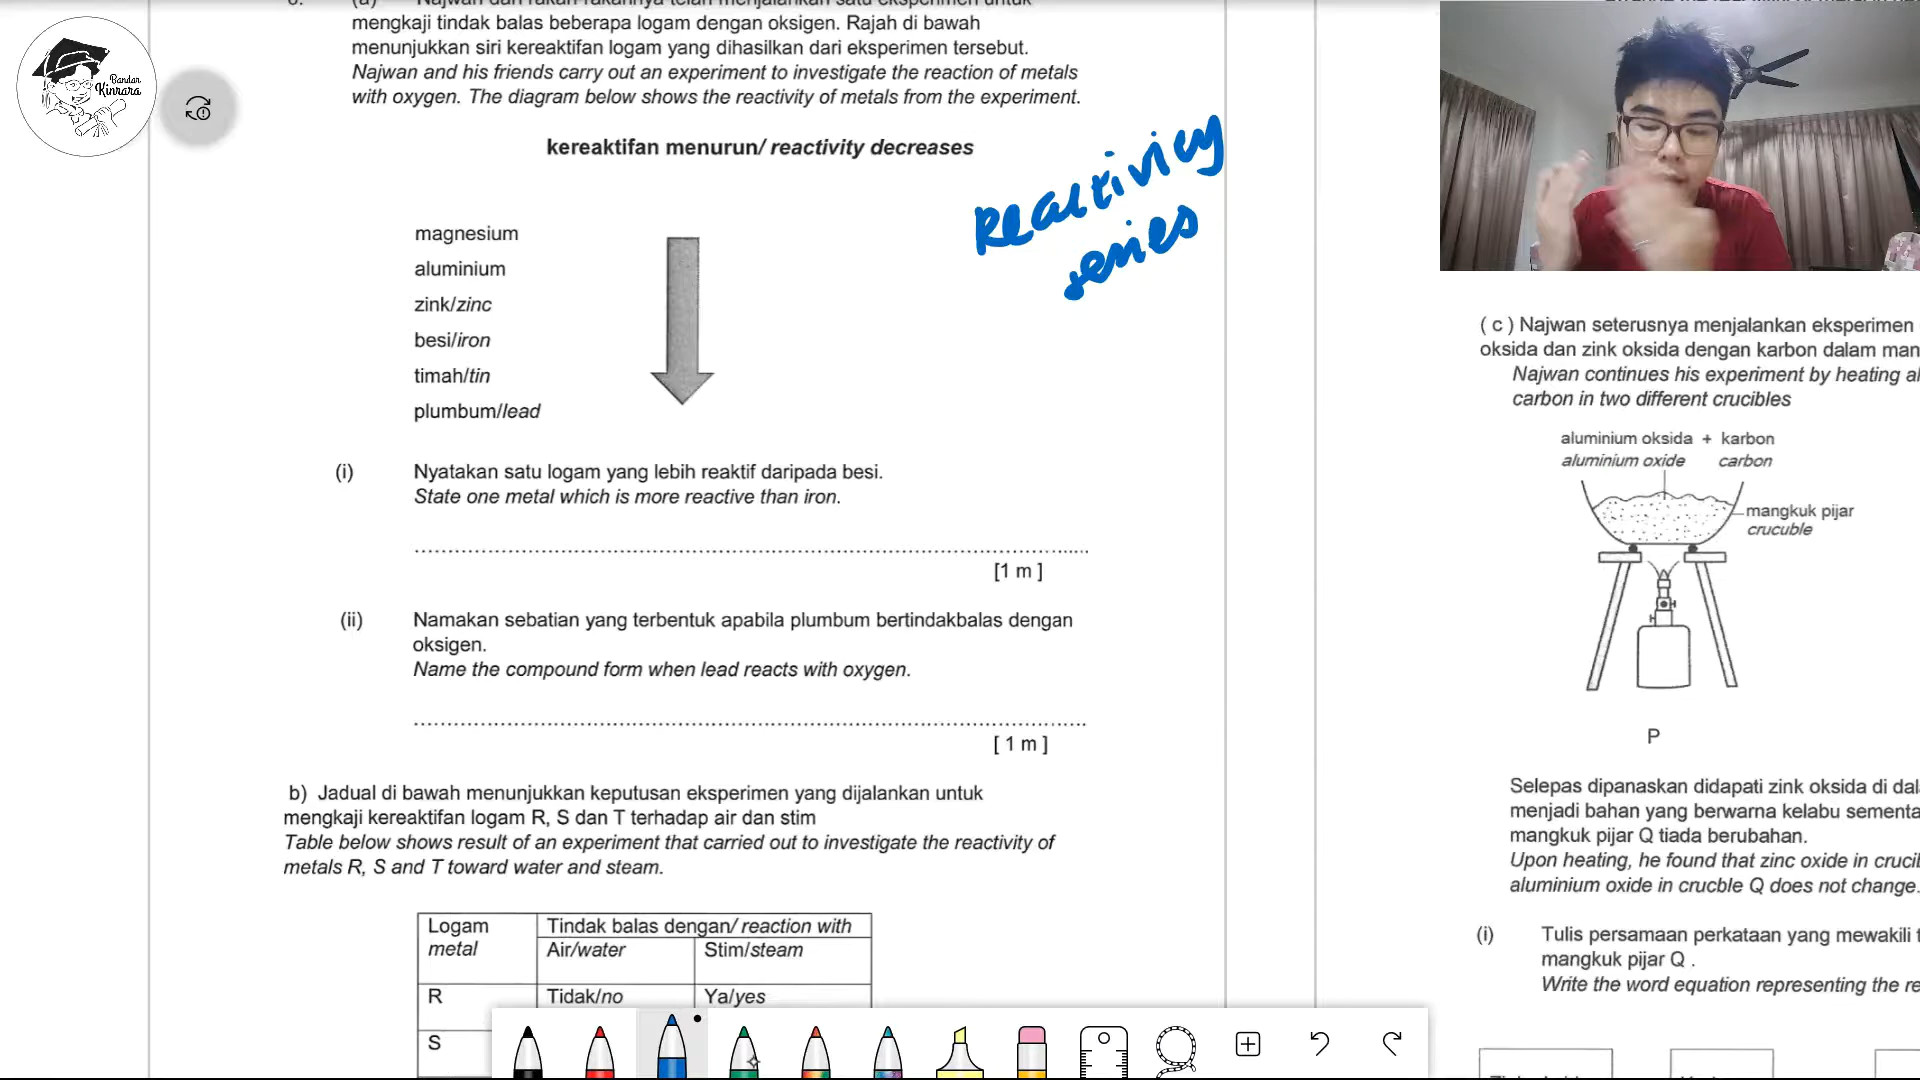 Bandar
Kinrara
(a) Najwan dan rakan-rakannya telah menjalankan satu eksperimen untuk
mengkaji tindak balas beberapa logam dengan oksigen. Rajah di bawah
menunjukkan siri kereaktifan logam yang dihasilkan dari eksperimen tersebut.
Najwan and his friends carry out an experiment to investigate the reaction of metals
with oxygen. The diagram below shows the reactivity of metals from the experiment.
kereaktifan menurun/ reactivity decreases
Reactivity
series
magnesium
aluminium
zink/zinc
besi/iron
timah/tin
plumbum/lead
(i) Nyatakan satu logam yang lebih reaktif daripada besi.
State one metal which is more reactive than iron.
[1 m ]
(ii) Namakan sebatian yang terbentuk apabila plumbum bertindakbalas dengan
oksigen.
Name the compound form when lead reacts with oxygen.
[ 1 m ]
b) Jadual di bawah menunjukkan keputusan eksperimen yang dijalankan untuk
mengkaji kereaktifan logam R, S dan T terhadap air dan stim
Table below shows result of an experiment that carried out to investigate the reactivity of
metals R, S and T toward water and steam.
Logam Tindak balas dengan/ reaction with
metal Air/water Stim/steam
R Tidak/no Ya/yes
S
( c ) Najwan seterusnya menjalankan eksperimen
oksida dan zink oksida dengan karbon dalam man
Najwan continues his experiment by heating al
carbon in two different crucibles
aluminium oksida + karbon
aluminium oxide carbon
mangkuk pijar
crucuble
P
Selepas dipanaskan didapati zink oksida di dal
menjadi bahan yang berwarna kelabu sementa
mangkuk pijar Q tiada berubahan.
Upon heating, he found that zinc oxide in crucib
aluminium oxide in crucble Q does not change.
(i) Tulis persamaan perkataan yang mewakili t
mangkuk pijar Q .
Write the word equation representing the re